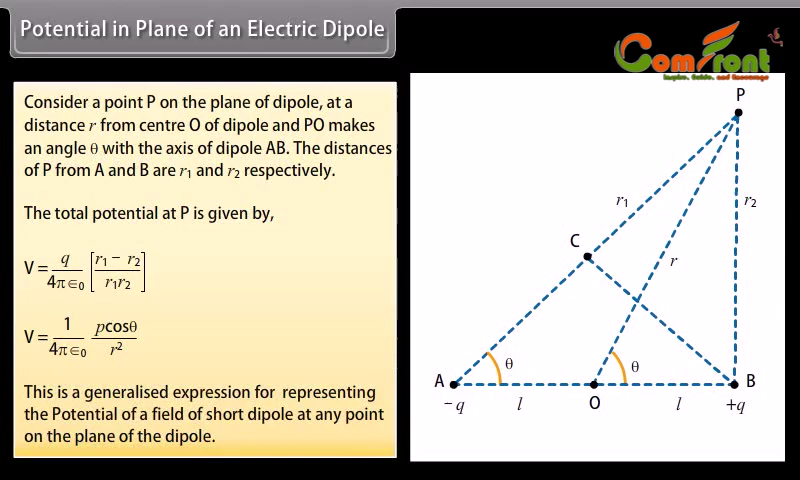 Potential in Plane of an Electric Dipole
ComFront
Inspire, Guide, and Encourage
Consider a point P on the plane of dipole, at a
distance r from centre O of dipole and PO makes
an angle θ with the axis of dipole AB. The distances
of P from A and B are r₁ and r₂ respectively.
The total potential at P is given by,
V = q/4π∈₀ [r₁ − r₂/r₁r₂]
V = 1/4π∈₀ pcosθ/r²
This is a generalised expression for representing
the Potential of a field of short dipole at any point
on the plane of the dipole.
P
r₁
r₂
C
r
θ
θ
A
B
−q
l
O
l
+q